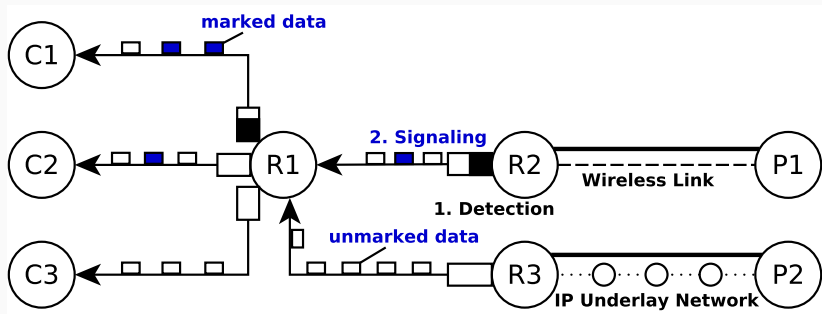 marked data
C1
2. Signaling
C2
R1
R2
P1
Wireless Link
1. Detection
unmarked data
C3
R3
P2
IP Underlay Network